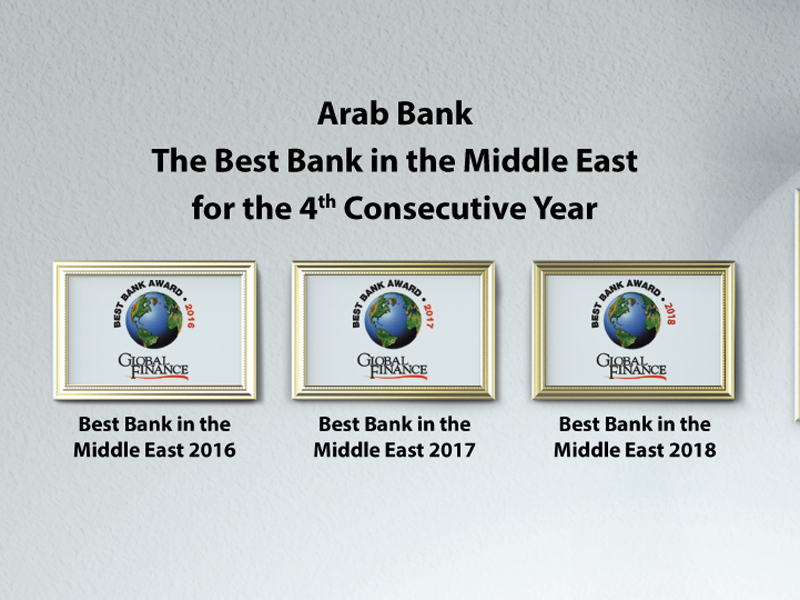 Arab Bank
The Best Bank in the Middle East
for the 4th Consecutive Year
BEST BANK AWARD • 2016
GLOBAL
FINANCE
Best Bank in the
Middle East 2016
BEST BANK AWARD • 2017
GLOBAL
FINANCE
Best Bank in the
Middle East 2017
BEST BANK AWARD • 2018
GLOBAL
FINANCE
Best Bank in the
Middle East 2018